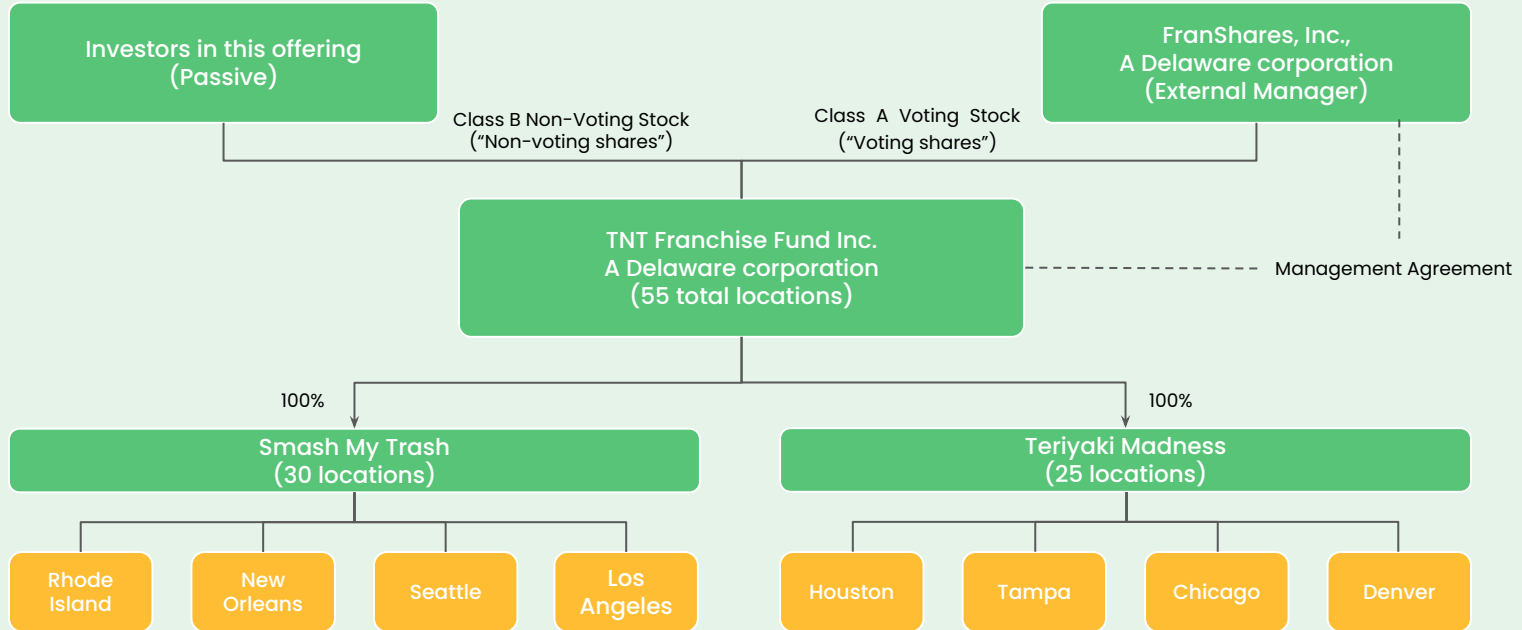 Investors in this offering
(Passive)
FranShares, Inc.,
A Delaware corporation
(External Manager)
Class B Non-Voting Stock
(“Non-voting shares”)
Class A Voting Stock
(“Voting shares”)
TNT Franchise Fund Inc.
A Delaware corporation
(55 total locations)
Management Agreement
100%
100%
Smash My Trash
(30 locations)
Teriyaki Madness
(25 locations)
Rhode
Island
New
Orleans
Seattle
Los
Angeles
Houston
Tampa
Chicago
Denver